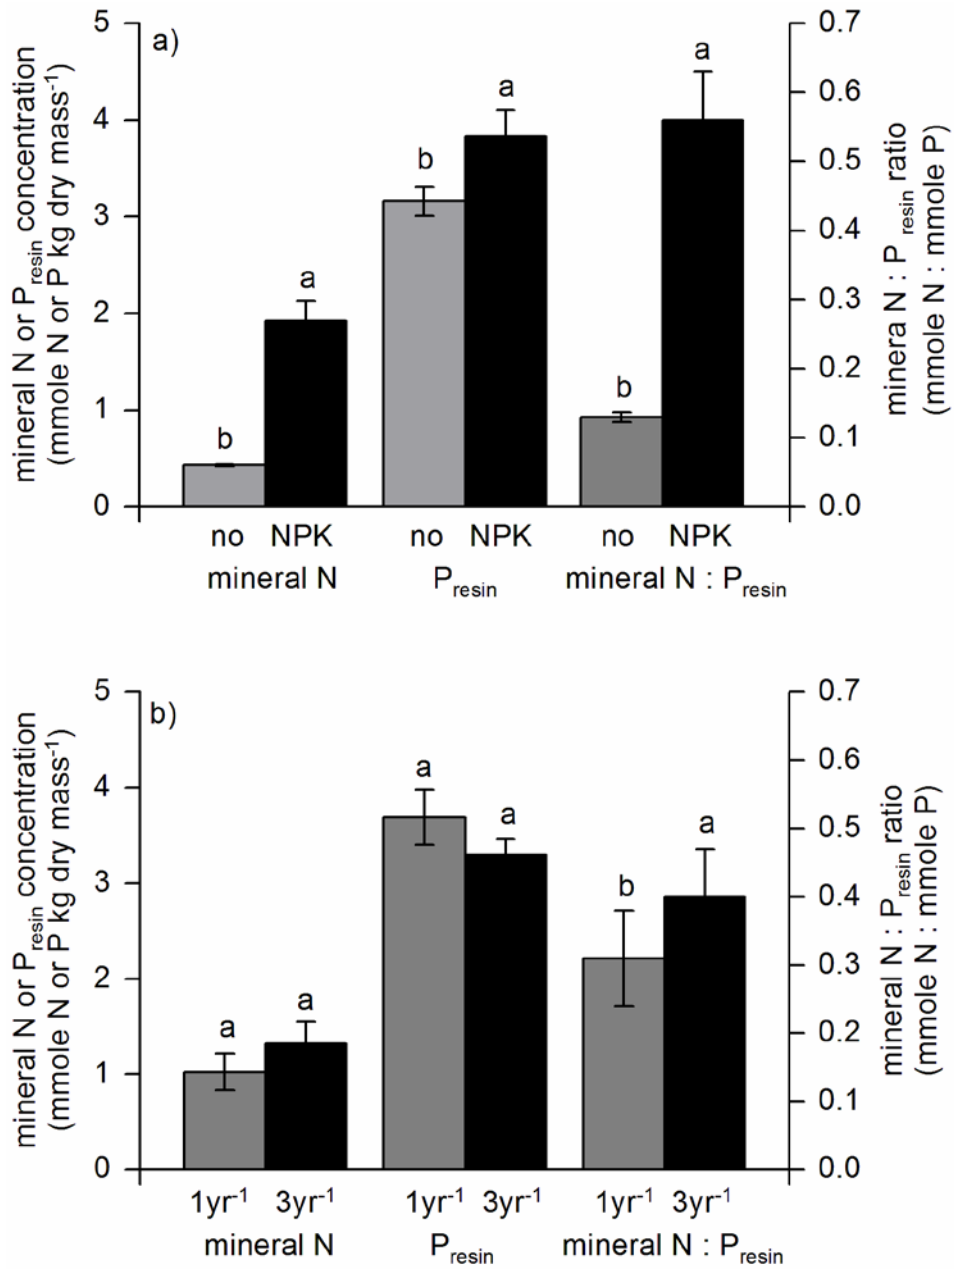 a)
mineral N or Presin concentration
(mmole N or P kg dry mass-1)
5
4
3
2
1
0
b
a
b
a
b
a
0.7
0.6
0.5
0.4
0.3
0.2
0.1
0.0
minera N : Presin ratio
(mmole N : mmole P)
no NPK no NPK no NPK
mineral N Presin mineral N : Presin
b)
mineral N or Presin concentration
(mmole N or P kg dry mass-1)
5
4
3
2
1
0
a
a
a
a
b
a
0.7
0.6
0.5
0.4
0.3
0.2
0.1
0.0
mineral N : Presin ratio
(mmole N : mmole P)
1yr-1 3yr-1 1yr-1 3yr-1 1yr-1 3yr-1
mineral N Presin mineral N : Presin